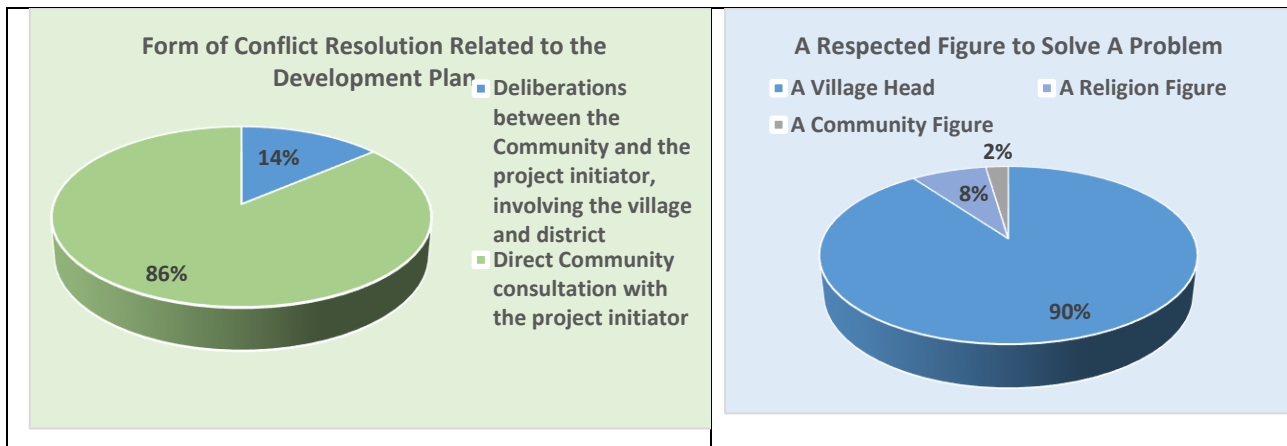 Form of Conflict Resolution Related to the
Development Plan
Deliberations
between the
Community and the
project initiator,
involving the village
and district
Direct Community
consultation with
the project initiator
14%
86%
A Respected Figure to Solve A Problem
A Village Head
A Religion Figure
A Community Figure
2%
8%
90%